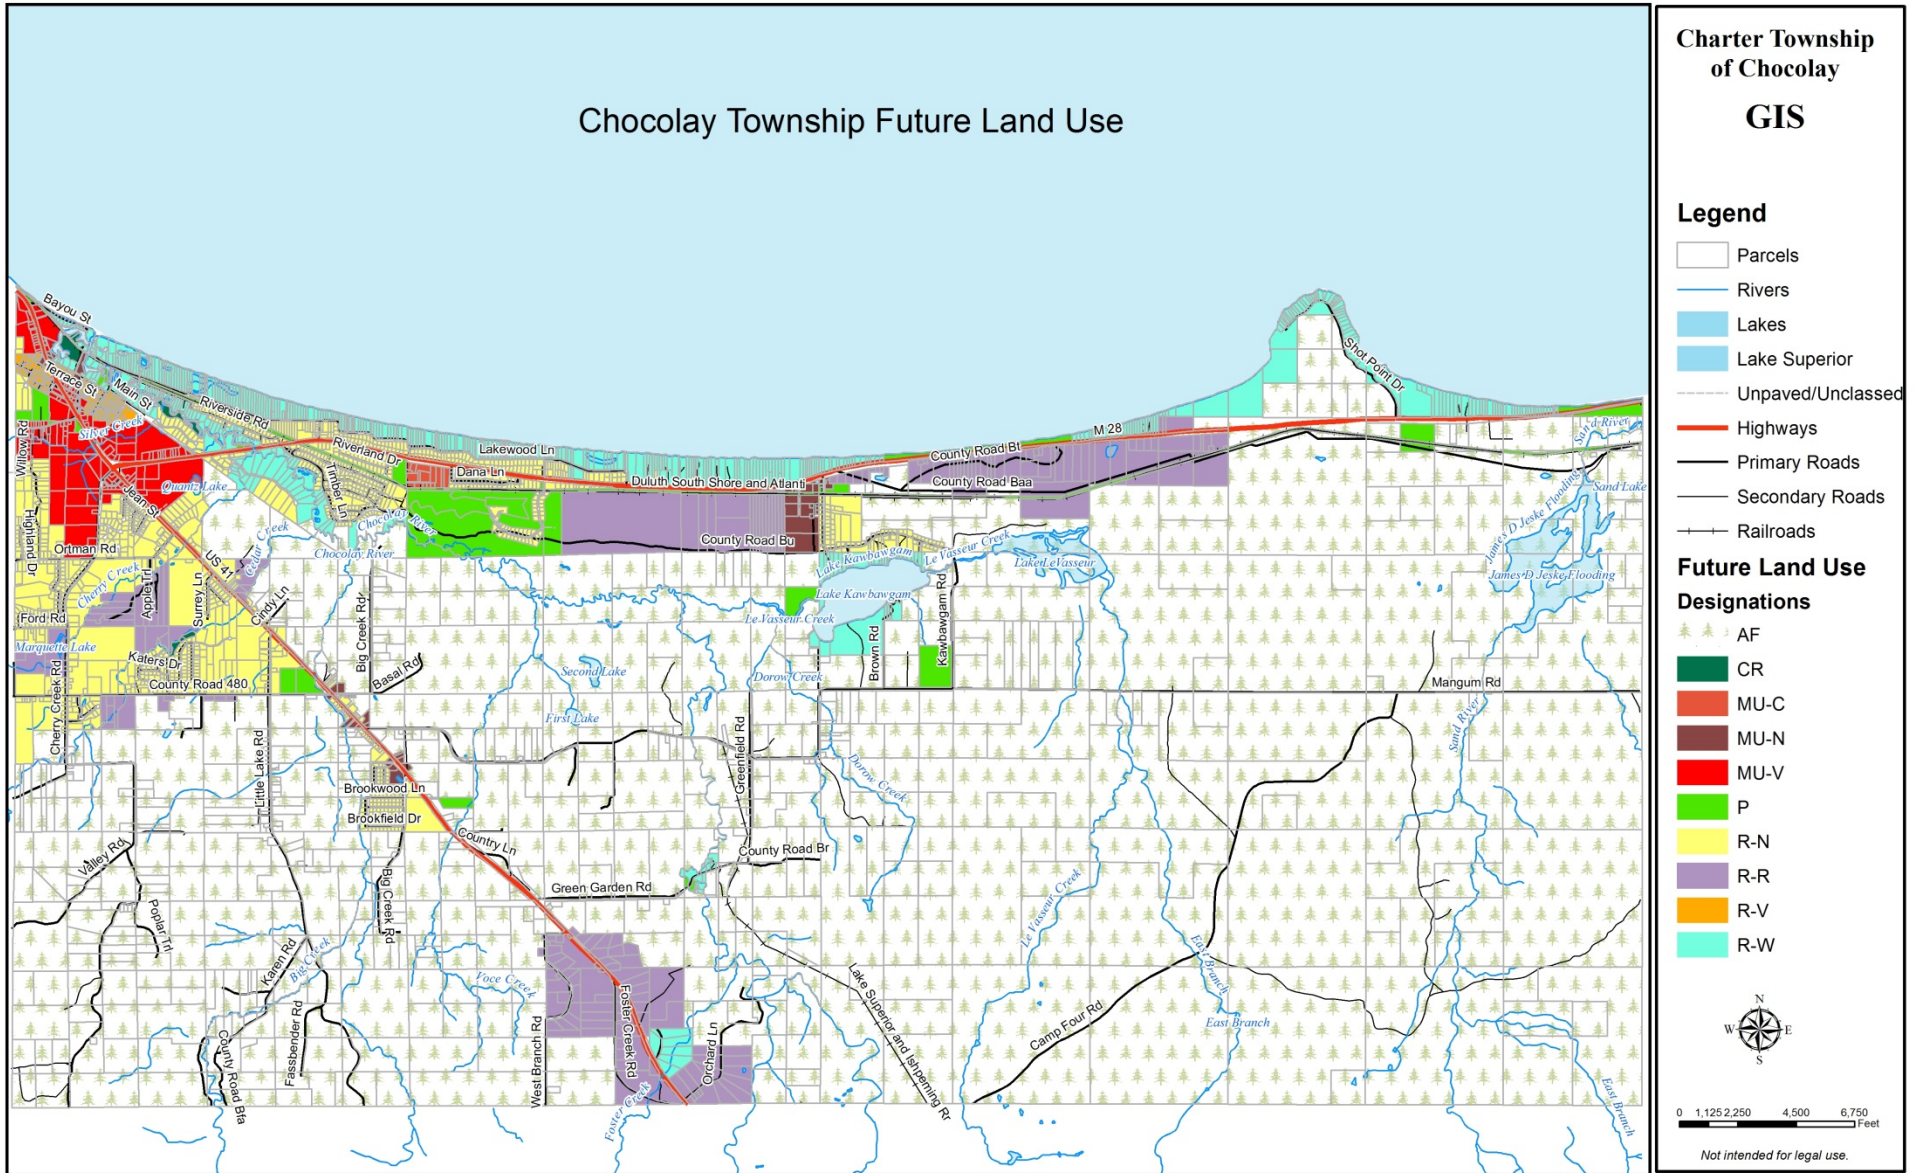 Chocolay Township Future Land Use
Bayou St
Terrace St
Main St
Silver Creek
Willow Rd
Riverside Rd
Riverland Dr
Lakewood Ln
Dana Ln
Timber Ln
Duluth South Shore and Atlanti
County Road Bt
County Road Baa
M 28
Shot Point Dr
Sand River
Sand Lake
James D Jeske Flooding
James D Jeske Flooding
Quantz Lake
Jean St
Highland Dr
Ortman Rd
US 41
Cedar Creek
Chocolay River
Chocolay River
County Road Bu
Lake Kawbawgam
Le Vasseur Creek
Lake LeVasseur
Lake Kawbawgam
Le Vasseur Creek
Cherry Creek
Apple Trl
Surrey Ln
Cindy Ln
Ford Rd
Marquette Lake
Katers Dr
County Road 480
Cherry Creek Rd
Big Creek Rd
Basal Rd
Second Lake
First Lake
Dorow Creek
Brown Rd
Kawbawgam Rd
Mangum Rd
Sand River
Little Lake Rd
Greenfield Rd
Dorow Creek
Brookwood Ln
Brookfield Dr
Country Ln
County Road Br
Green Garden Rd
Valley Rd
Poplar Trl
Big Creek Rd
Karen Rd
Big Creek
Voce Creek
Le Vasseur Creek
East Branch
East Branch
East Branch
Camp Four Rd
Lake Superior and Ishpeming Rr
Fassbender Rd
County Road Bfa
West Branch Rd
Foster Creek Rd
Foster Creek
Orchard Ln
Charter Township
of Chocolay
GIS
Legend
Parcels
Rivers
Lakes
Lake Superior
Unpaved/Unclassed
Highways
Primary Roads
Secondary Roads
Railroads
Future Land Use
Designations
AF
CR
MU-C
MU-N
MU-V
P
R-N
R-R
R-V
R-W
N
W E
S
0 1,125 2,250 4,500 6,750
Feet
Not intended for legal use.